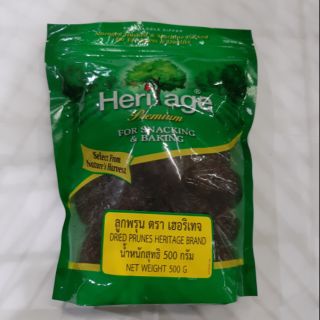 Heritage
Premium
FOR SNACKING
& BAKING
Select From
Nature's Harvest
ลูกพรุน ตรา เฮอริเทจ
DRIED PRUNES HERITAGE BRAND
น้ำหนักสุทธิ 500 กรัม
NET WEIGHT 500 G